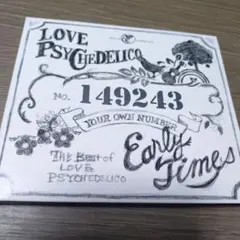 LOVE
PSYCHEDELICO
NO. 149243
YOUR OWN NUMBER
The Best of
LOVE
PSYCHEDELICO
Early
Times